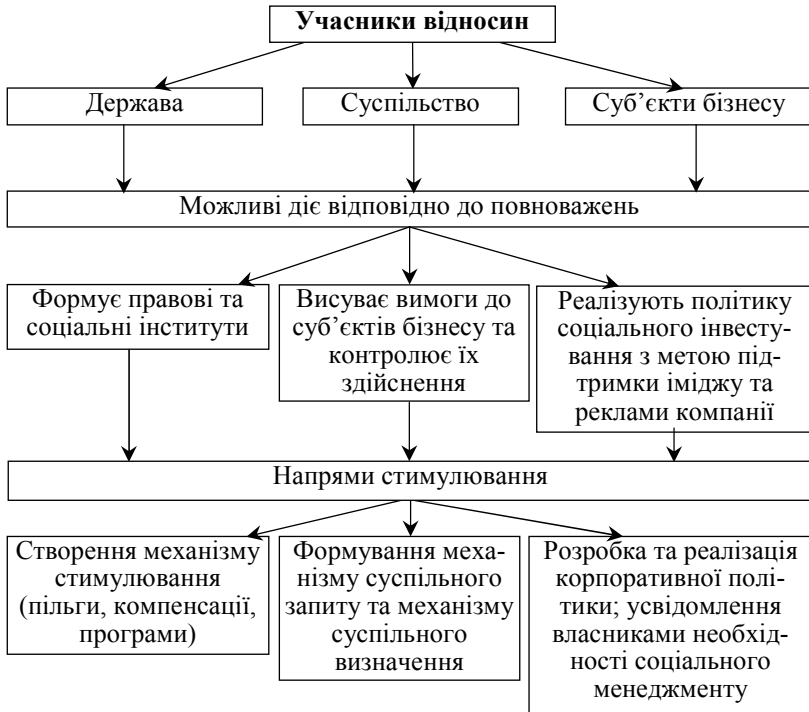 Учасники відносин
Держава
Суспільство
Суб’єкти бізнесу
Можливі діє відповідно до повноважень
Формує правові та
соціальні інститути
Висуває вимоги до
суб’єктів бізнесу та
контролює їх
здійснення
Реалізують політику
соціального інвесту-
вання з метою під-
тримки іміджу та
реклами компанії
Напрями стимулювання
Створення механізму
стимулювання
(пільги, компенсації,
програми)
Формування меха-
нізму суспільного
запиту та механізму
суспільного
визначення
Розробка та реалізація
корпоративної полі-
тики; усвідомлення
власниками необхід-
ності соціального
менеджменту